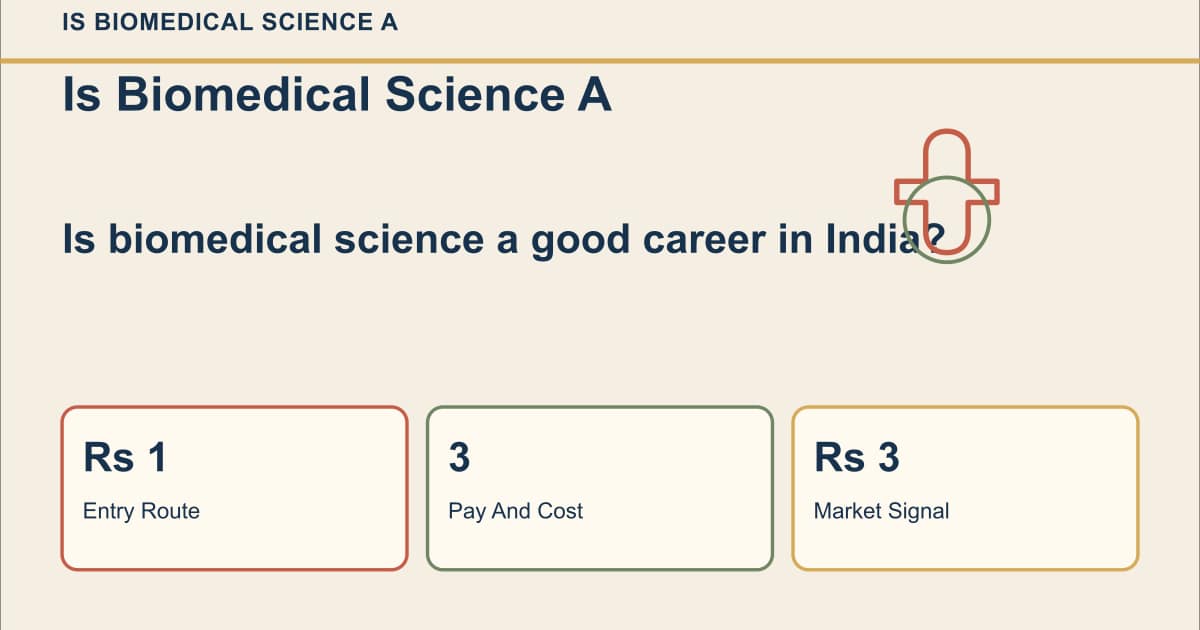 IS BIOMEDICAL SCIENCE A
Is Biomedical Science A
Is biomedical science a good career in India?
Rs 1
Entry Route
3
Pay And Cost
Rs 3
Market Signal